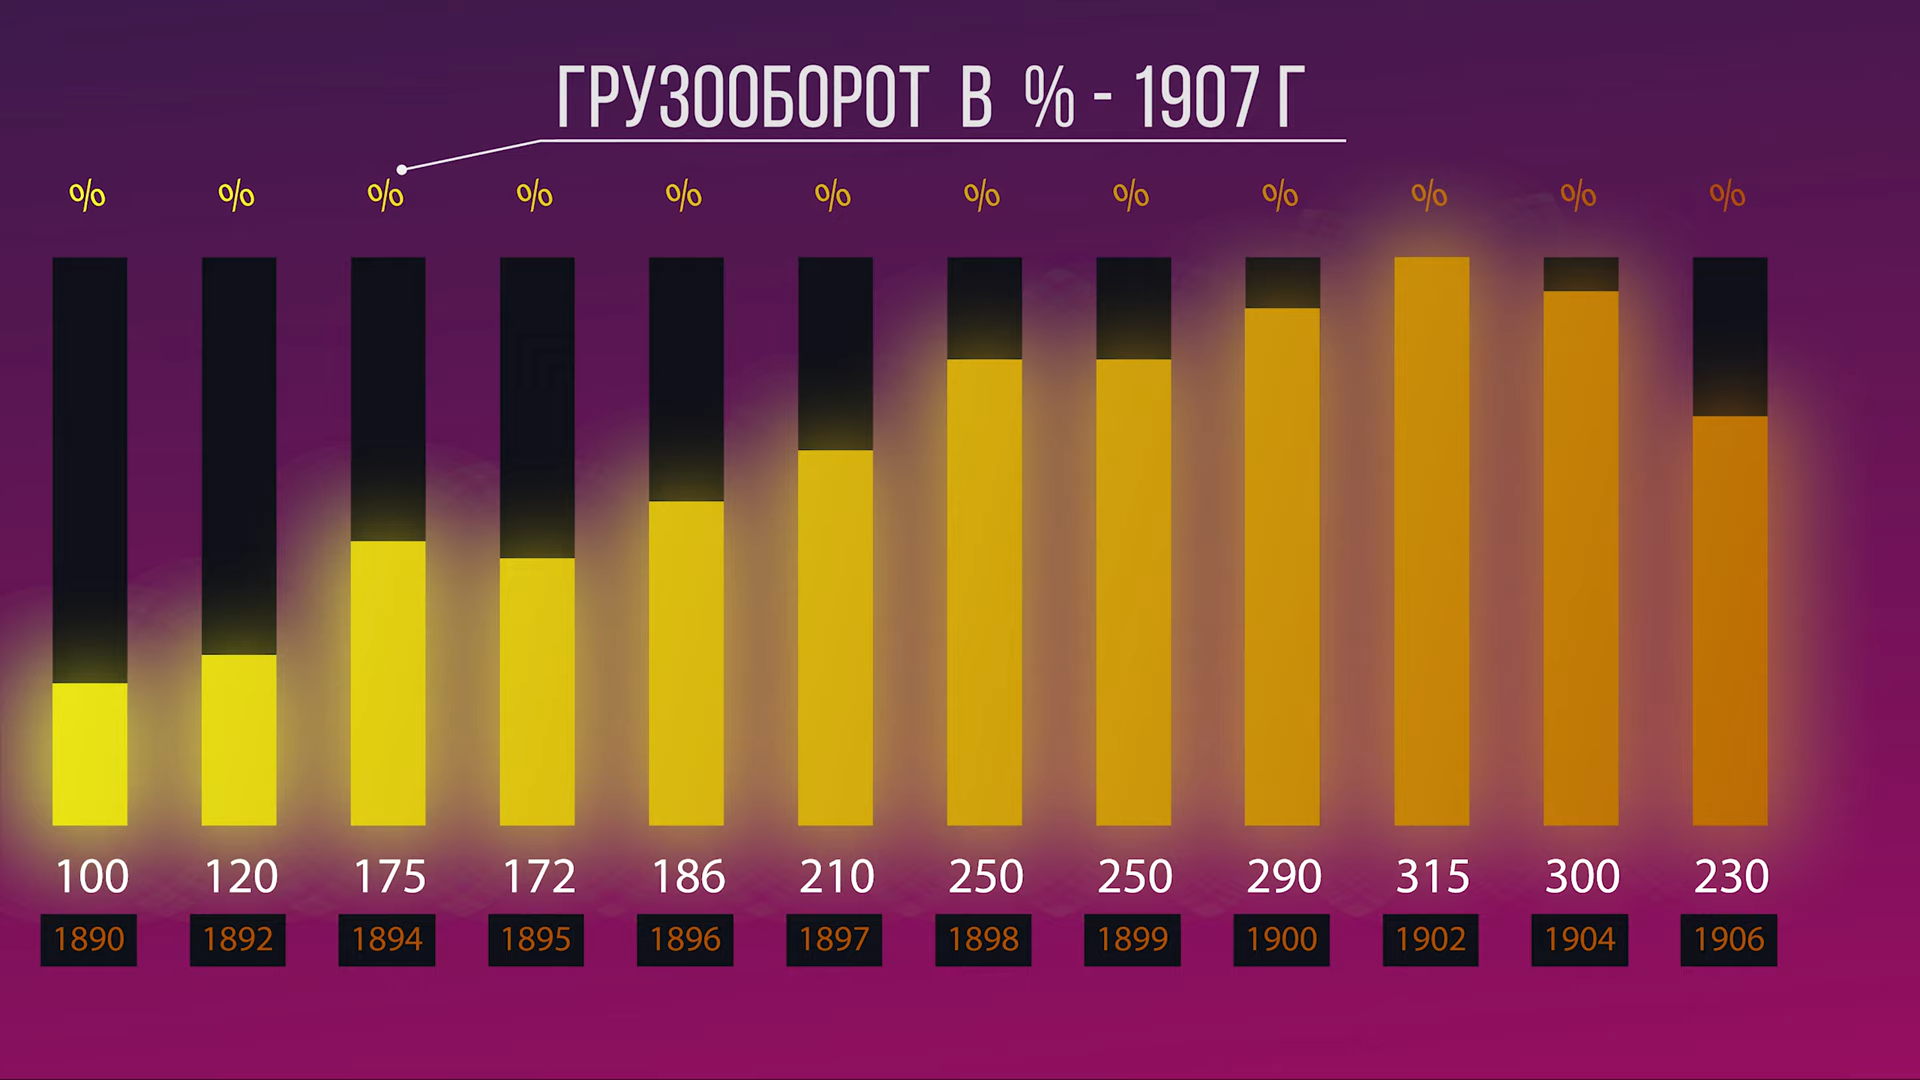 ГРУЗООБОРОТ В % - 1907 Г
% % % % % % % % % % % %
100 120 175 172 186 210 250 250 290 315 300 230
1890 1892 1894 1895 1896 1897 1898 1899 1900 1902 1904 1906